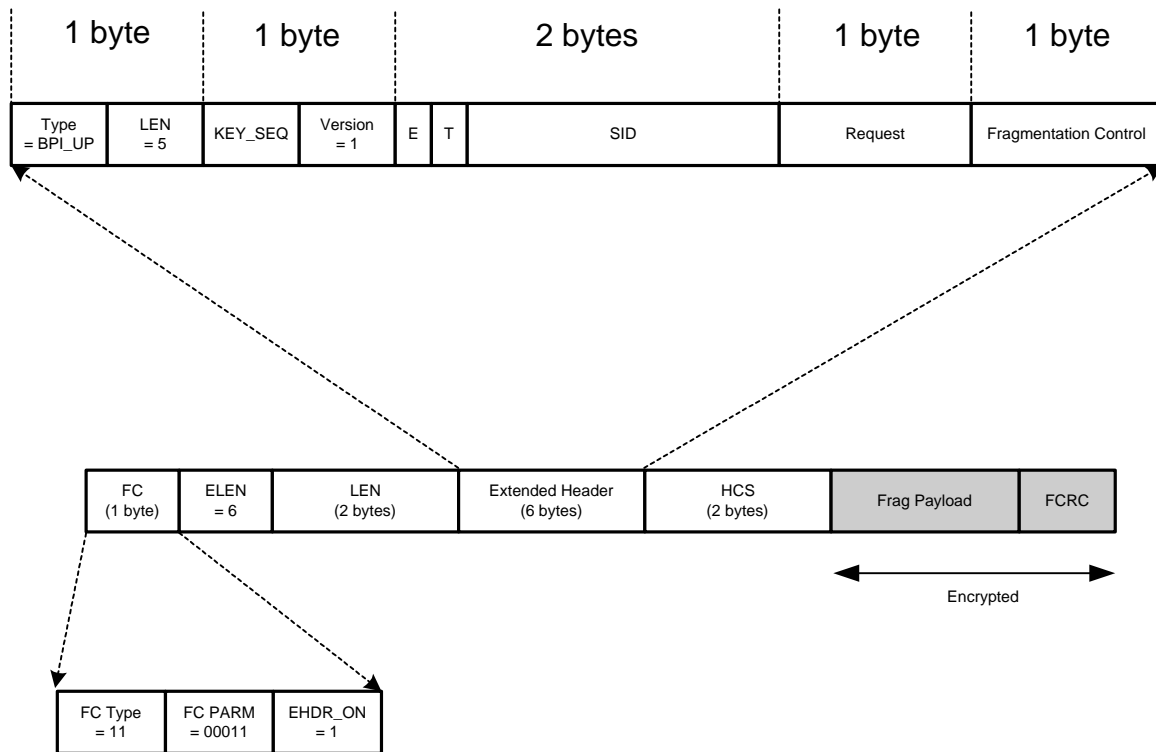 1 byte 1 byte 2 bytes 1 byte 1 byte
Type
= BPI_UP
LEN
= 5
KEY_SEQ
Version
= 1
E
T
SID
Request
Fragmentation Control
FC
(1 byte)
ELEN
= 6
LEN
(2 bytes)
Extended Header
(6 bytes)
HCS
(2 bytes)
Frag Payload
FCRC
Encrypted
FC Type
= 11
FC PARM
= 00011
EHDR_ON
= 1